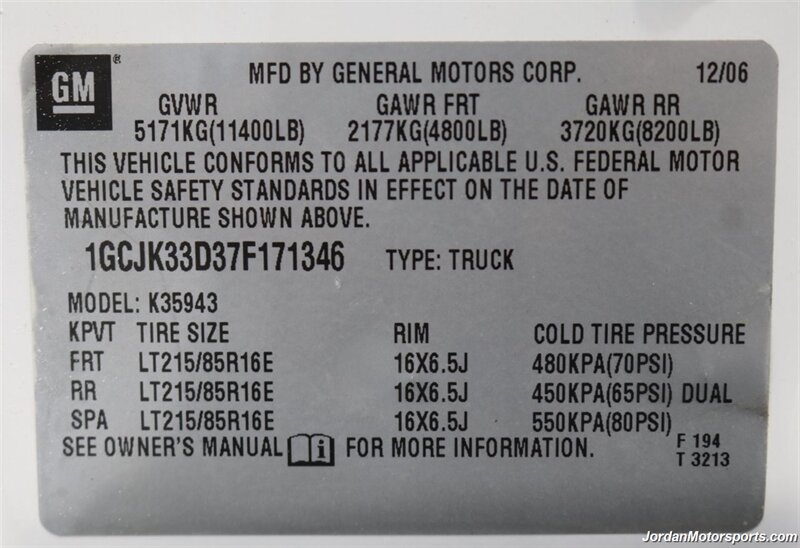 GM® MFD BY GENERAL MOTORS CORP. 12/06
GVWR GAWR FRT GAWR RR
5171KG(11400LB) 2177KG(4800LB) 3720KG(8200LB)
THIS VEHICLE CONFORMS TO ALL APPLICABLE U.S. FEDERAL MOTOR
VEHICLE SAFETY STANDARDS IN EFFECT ON THE DATE OF
MANUFACTURE SHOWN ABOVE.
1GCJK33D37F171346 TYPE: TRUCK
MODEL: K35943
KPVT TIRE SIZE RIM COLD TIRE PRESSURE
FRT LT215/85R16E 16X6.5J 480KPA(70PSI)
RR LT215/85R16E 16X6.5J 450KPA(65PSI) DUAL
SPA LT215/85R16E 16X6.5J 550KPA(80PSI)
SEE OWNER'S MANUAL i FOR MORE INFORMATION.
F 194
T 3213
JordanMotorsports.com